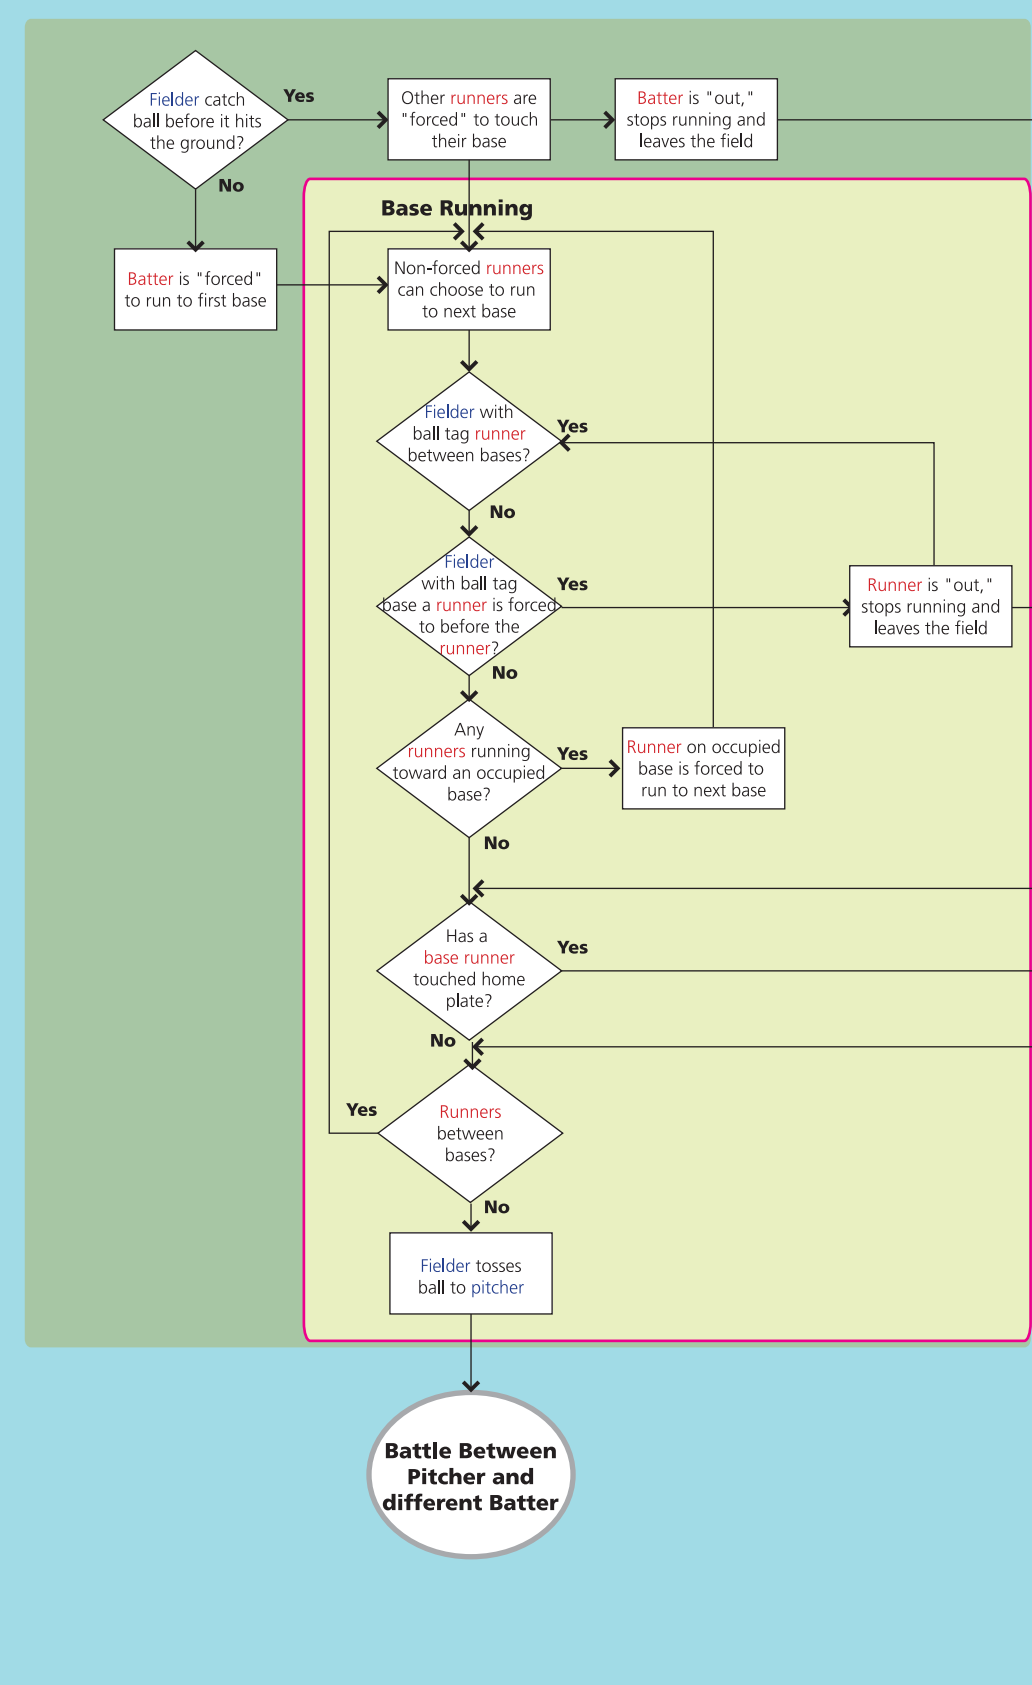 Fielder catch
ball before it hits
the ground?
Yes
No
Other runners are
"forced" to touch
their base
Batter is "out,"
stops running and
leaves the field
Batter is "forced"
to run to first base
Base Running
Non-forced runners
can choose to run
to next base
Fielder with
ball tag runner
between bases?
Yes
No
Fielder
with ball tag
base a runner is forced
to before the
runner?
Yes
No
Runner is "out,"
stops running and
leaves the field
Any
runners running
toward an occupied
base?
Yes
No
Runner on occupied
base is forced to
run to next base
Has a
base runner
touched home
plate?
Yes
No
Runners
between
bases?
Yes
No
Fielder tosses
ball to pitcher
Battle Between
Pitcher and
different Batter